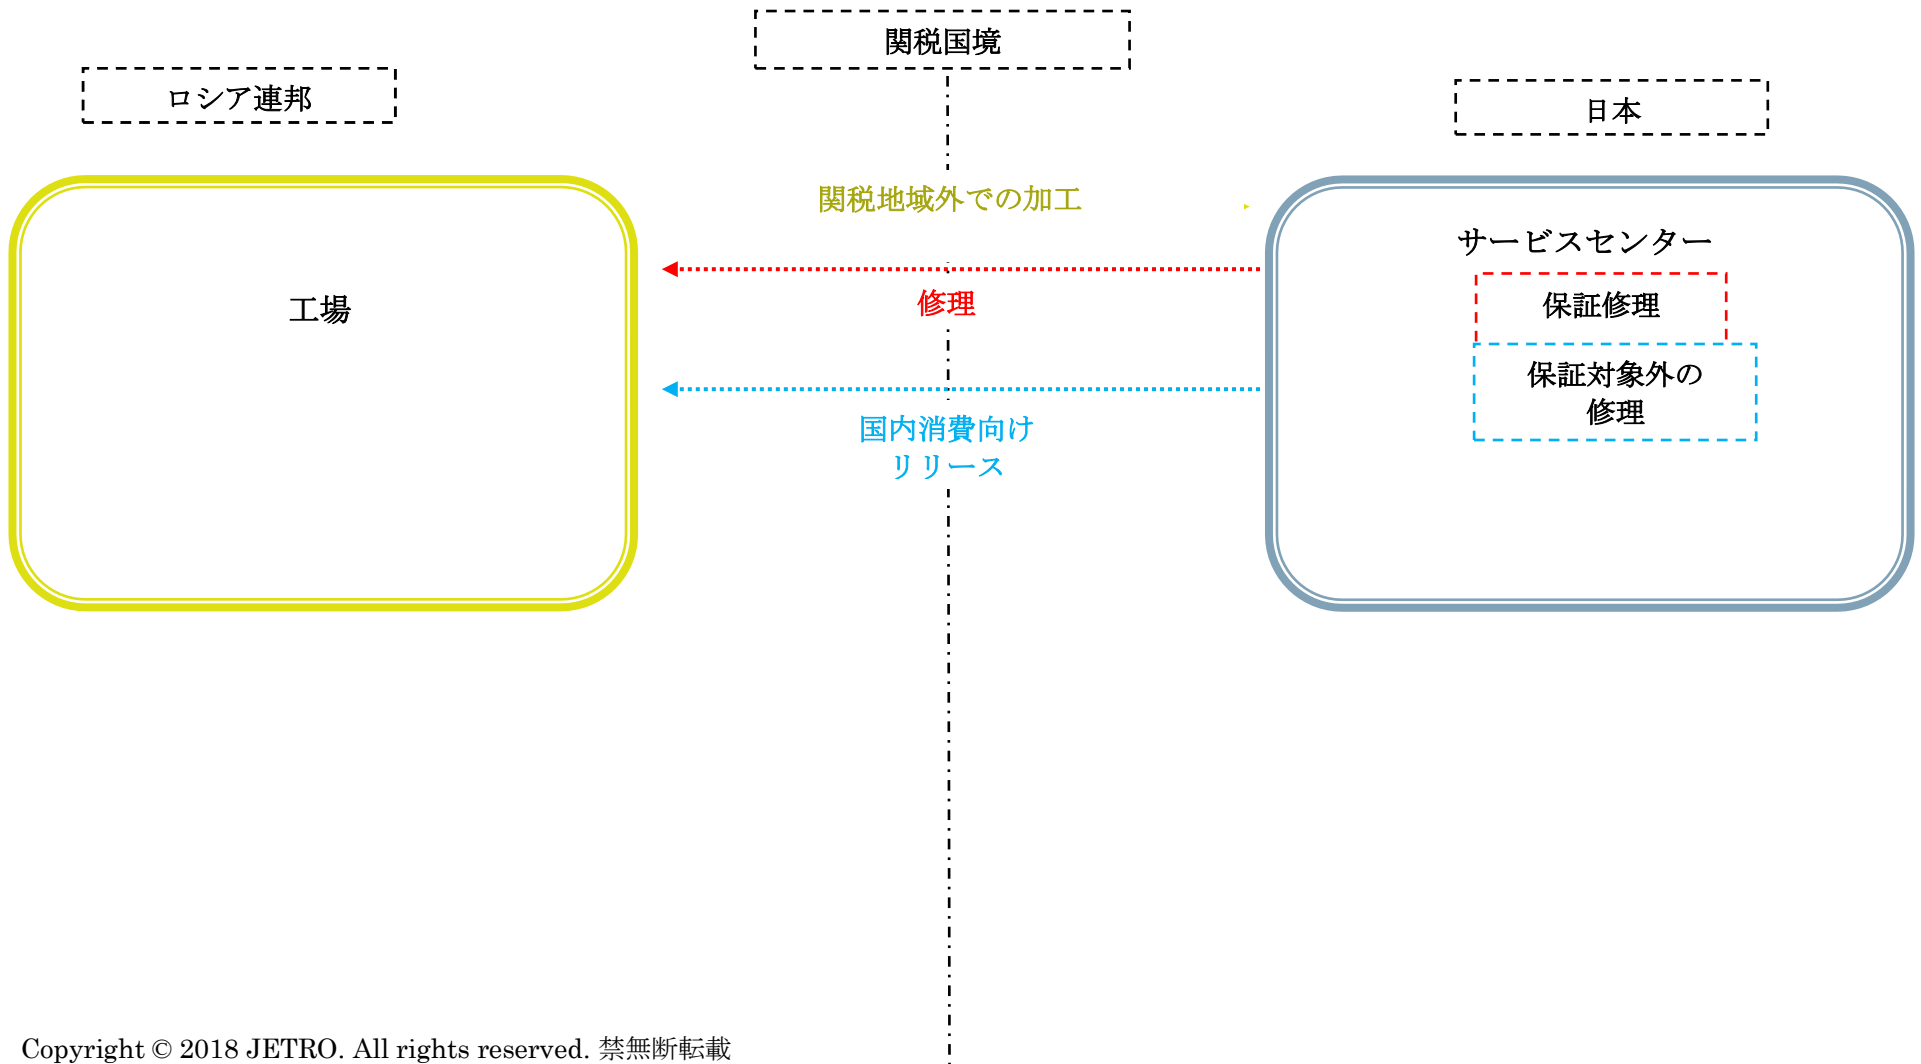 関税国境
ロシア連邦
日本
関税地域外での加工
サービスセンター
修理
保証修理
工場
保証対象外の
修理
国内消費向け
リリース
Copyright © 2018 JETRO. All rights reserved. 禁無断転載